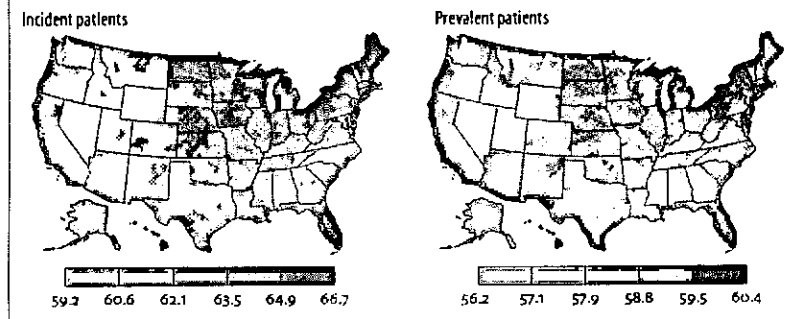 Incident patients
Prevalent patients
59.2 60.6 62.1 63.5 64.9 66.7
56.2 57.1 57.9 58.8 59.5 60.4